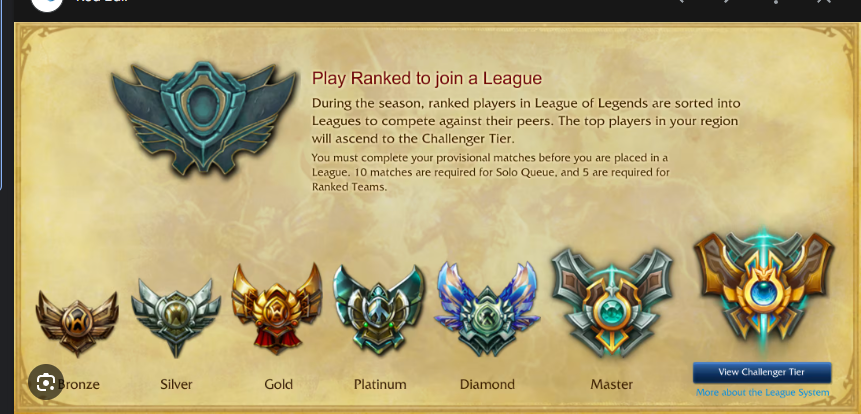 Play Ranked to join a League
During the season, ranked players in League of Legends are sorted into
Leagues to compete against their peers. The top players in your region
will ascend to the Challenger Tier.
You must complete your provisional matches before you are placed in a
League. 10 matches are required for Solo Queue, and 5 are required for
Ranked Teams.
Bronze
Silver
Gold
Platinum
Diamond
Master
View Challenger Tier
More about the League System